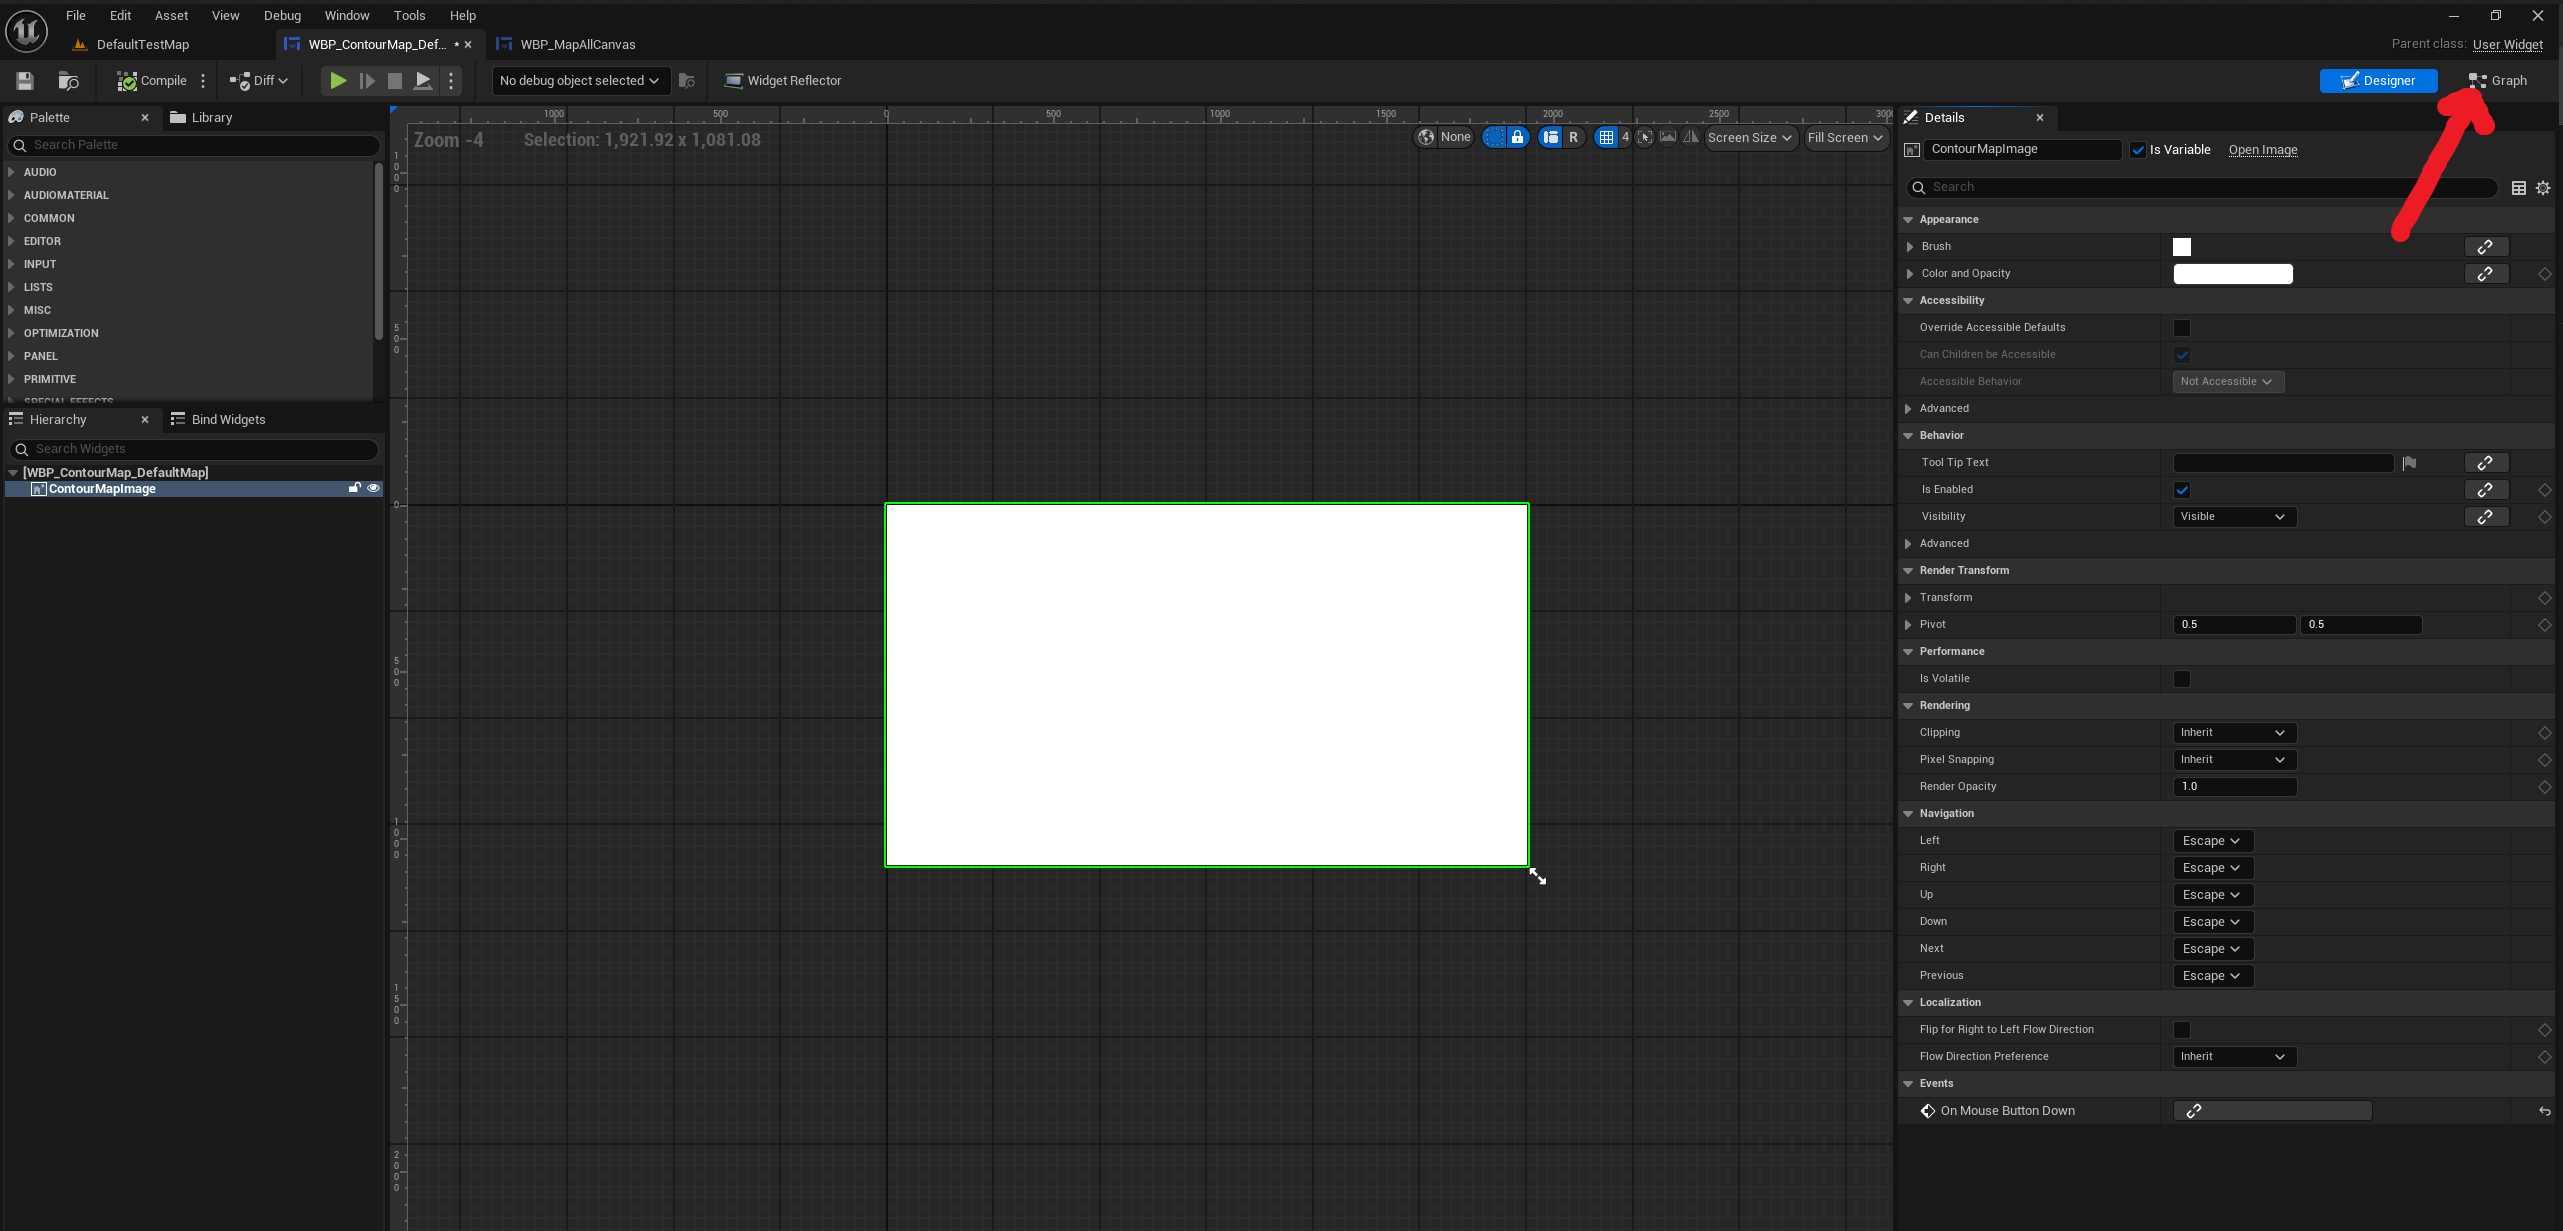 File Edit Asset View Debug Window Tools Help
DefaultTestMap WBP_ContourMap_Def... • WBP_MapAllCanvas
Parent class: User Widget
Compile Diff No debug object selected Widget Reflector Designer Graph
Palette Library
Search Palette
AUDIO
AUDIOMATERIAL
COMMON
EDITOR
INPUT
LISTS
MISC
OPTIMIZATION
PANEL
PRIMITIVE
SPECIAL EFFECTS
Hierarchy Bind Widgets
Search Widgets
[WBP_ContourMap_DefaultMap]
ContourMapImage
1000 500 0 500 1000 1500 2000 2500 3000
Zoom -4 Selection: 1,921.92 x 1,081.08
None R 4 Screen Size Fill Screen
1000
500
0
500
1000
1500
2000
Details
ContourMapImage Is Variable Open Image
Search
Appearance
Brush
Color and Opacity
Accessibility
Override Accessible Defaults
Can Children be Accessible
Accessible Behavior Not Accessible
Advanced
Behavior
Tool Tip Text
Is Enabled
Visibility Visible
Advanced
Render Transform
Transform
Pivot 0.5 0.5
Performance
Is Volatile
Rendering
Clipping Inherit
Pixel Snapping Inherit
Render Opacity 1.0
Navigation
Left Escape
Right Escape
Up Escape
Down Escape
Next Escape
Previous Escape
Localization
Flip for Right to Left Flow Direction
Flow Direction Preference Inherit
Events
On Mouse Button Down